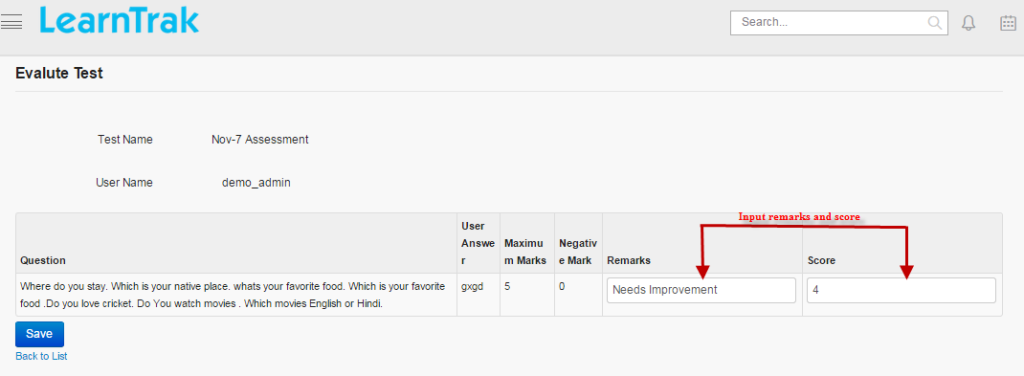 LearnTrak
Search...
Evalute Test
Test Name Nov-7 Assessment
User Name demo_admin
Input remarks and score
Question User Answe r Maximu m Marks Negativ e Mark Remarks Score
Where do you stay. Which is your native place. whats your favorite food. Which is your favorite
food .Do you love cricket. Do You watch movies . Which movies English or Hindi.
gxgd 5 0 Needs Improvement 4
Save
Back to List